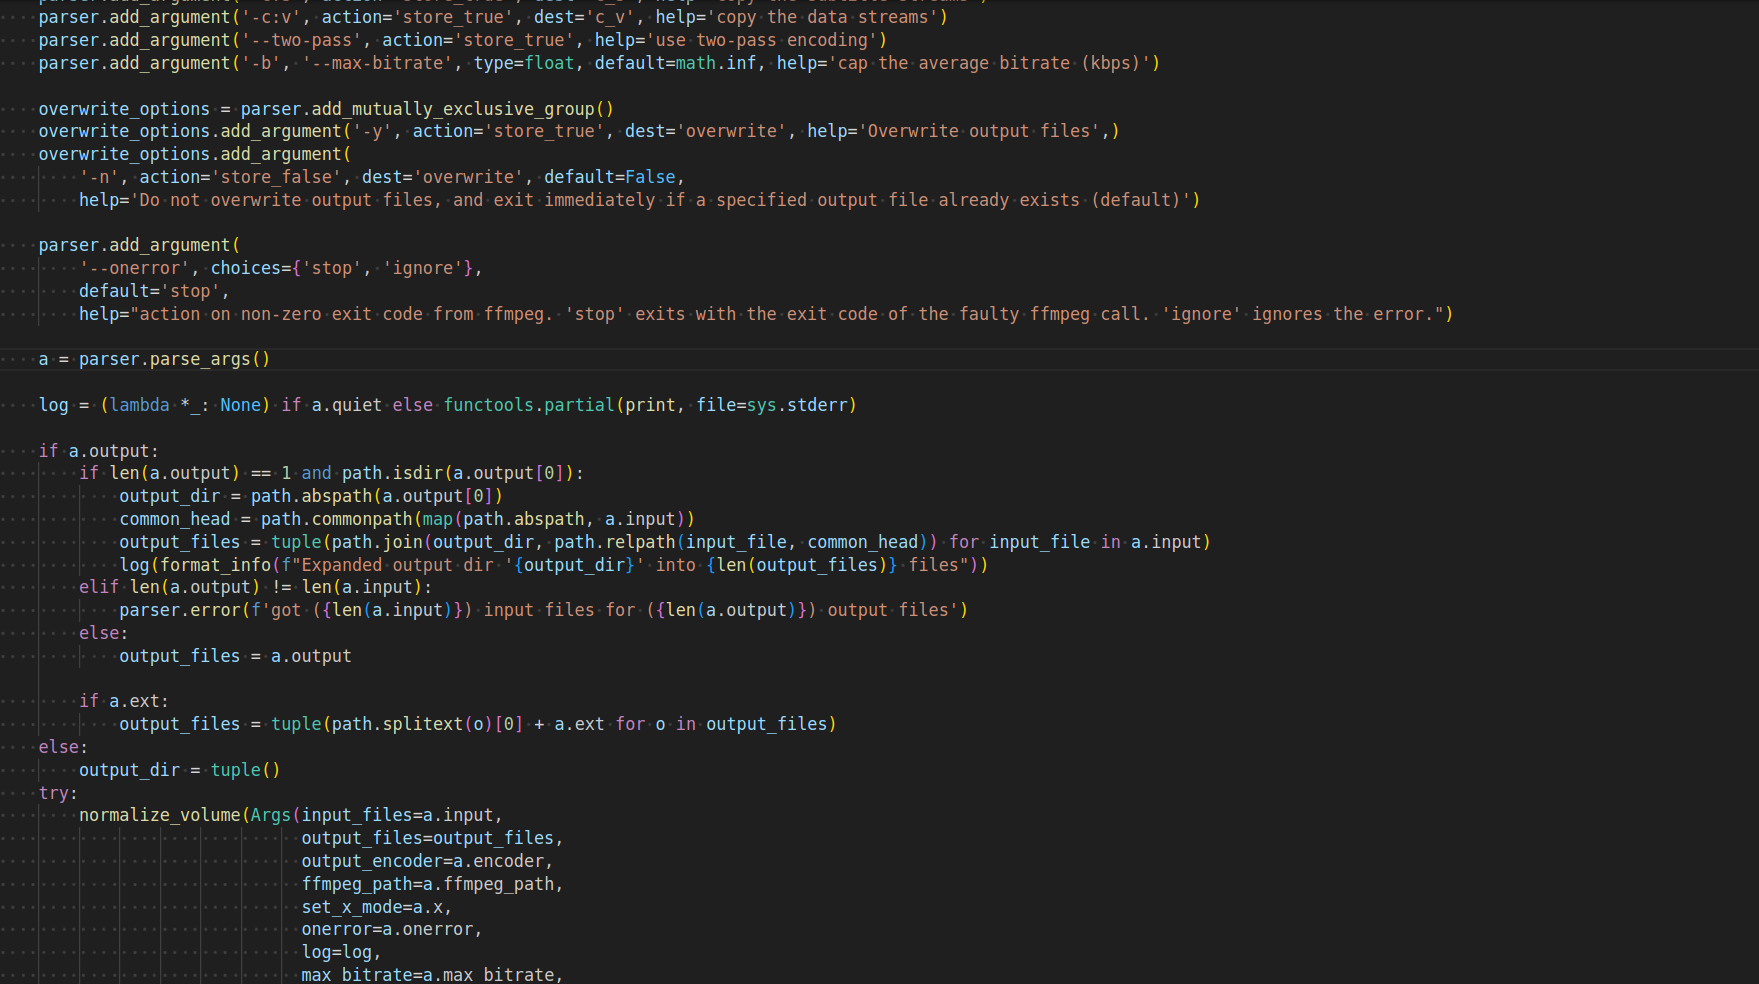 parser.add_argument('-c:v', action='store_true', dest='c_v', help='copy the data streams')
parser.add_argument('--two-pass', action='store_true', help='use two-pass encoding')
parser.add_argument('-b', '--max-bitrate', type=float, default=math.inf, help='cap the average bitrate (kbps)')
overwrite_options = parser.add_mutually_exclusive_group()
overwrite_options.add_argument('-y', action='store_true', dest='overwrite', help='Overwrite output files',)
overwrite_options.add_argument(
'-n', action='store_false', dest='overwrite', default=False,
help='Do not overwrite output files, and exit immediately if a specified output file already exists (default)')
parser.add_argument(
'--onerror', choices={'stop', 'ignore'},
default='stop',
help="action on non-zero exit code from ffmpeg. 'stop' exits with the exit code of the faulty ffmpeg call. 'ignore' ignores the error.")
a = parser.parse_args()
log = (lambda *_: None) if a.quiet else functools.partial(print, file=sys.stderr)
if a.output:
if len(a.output) == 1 and path.isdir(a.output[0]):
output_dir = path.abspath(a.output[0])
common_head = path.commonpath(map(path.abspath, a.input))
output_files = tuple(path.join(output_dir, path.relpath(input_file, common_head)) for input_file in a.input)
log(format_info(f"Expanded output dir '{output_dir}' into {len(output_files)} files"))
elif len(a.output) != len(a.input):
parser.error(f'got ({len(a.input)}) input files for ({len(a.output)}) output files')
else:
output_files = a.output
if a.ext:
output_files = tuple(path.splitext(o)[0] + a.ext for o in output_files)
else:
output_dir = tuple()
try:
normalize_volume(Args(input_files=a.input,
output_files=output_files,
output_encoder=a.encoder,
ffmpeg_path=a.ffmpeg_path,
set_x_mode=a.x,
onerror=a.onerror,
log=log,
max_bitrate=a.max_bitrate,